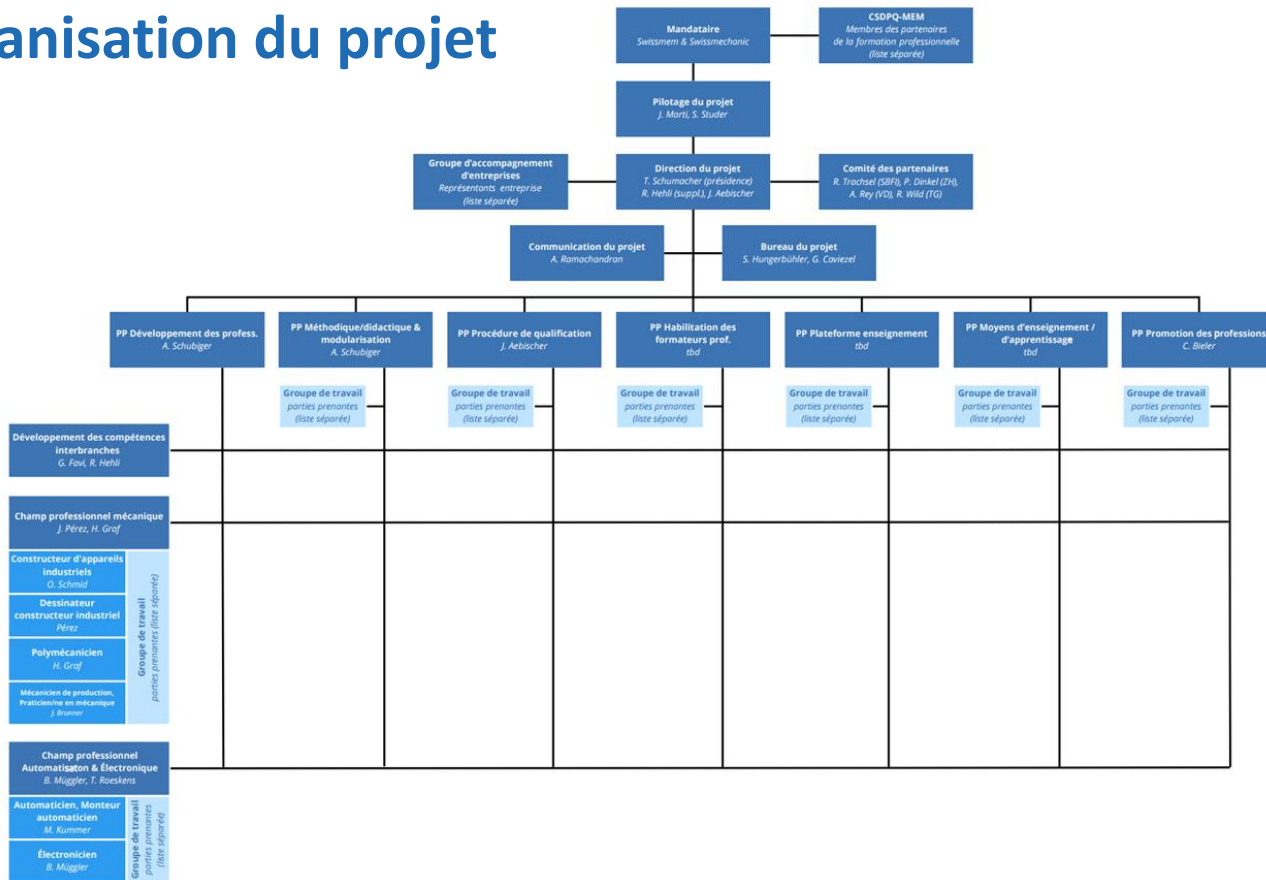 anisation du projet
Mandataire
Swissmem & Swissmechanic
CSDPQ-MEM
Membres des partenaires
de la formation professionnelle
(liste séparée)
Pilotage du projet
J. Marti, S. Studer
Groupe d'accompagnement
d'entreprises
Représentants entreprise
(liste séparée)
Direction du projet
T. Schumacher (présidence)
R. Hehli (suppl.), J. Aebischer
Comité des partenaires
R. Trachsel (SBFI), P. Dinkel (ZH),
A. Rey (VD), R. Wild (TG)
Communication du projet
A. Ramachandran
Bureau du projet
S. Hungerbühler, G. Caviezel
PP Développement des profess.
A. Schubiger
PP Méthodique/didactique &
modularisation
A. Schubiger
PP Procédure de qualification
J. Aebischer
PP Habilitation des
formateurs prof.
tbd
PP Plateforme enseignement
tbd
PP Moyens d'enseignement /
d'apprentissage
tbd
PP Promotion des professions
C. Bieler
Groupe de travail
parties prenantes
(liste séparée)
Groupe de travail
parties prenantes
(liste séparée)
Groupe de travail
parties prenantes
(liste séparée)
Groupe de travail
parties prenantes
(liste séparée)
Groupe de travail
parties prenantes
(liste séparée)
Groupe de travail
parties prenantes
(liste séparée)
Développement des compétences
interbranches
G. Favi, R. Hehli
Champ professionnel mécanique
J. Pérez, H. Graf
Constructeur d'appareils
industriels
O. Schmid
Dessinateur
constructeur industriel
Pérez
Polymécanicien
H. Graf
Mécanicien de production,
Praticien/ne en mécanique
J. Brunner
Groupe de travail
parties prenantes (liste séparée)
Champ professionnel
Automatisaton & Électronique
B. Müggler, T. Roeskens
Automaticien, Monteur
automaticien
M. Kummer
Électronicien
B. Müggler
Groupe de travail
parties prenantes
(liste séparée)